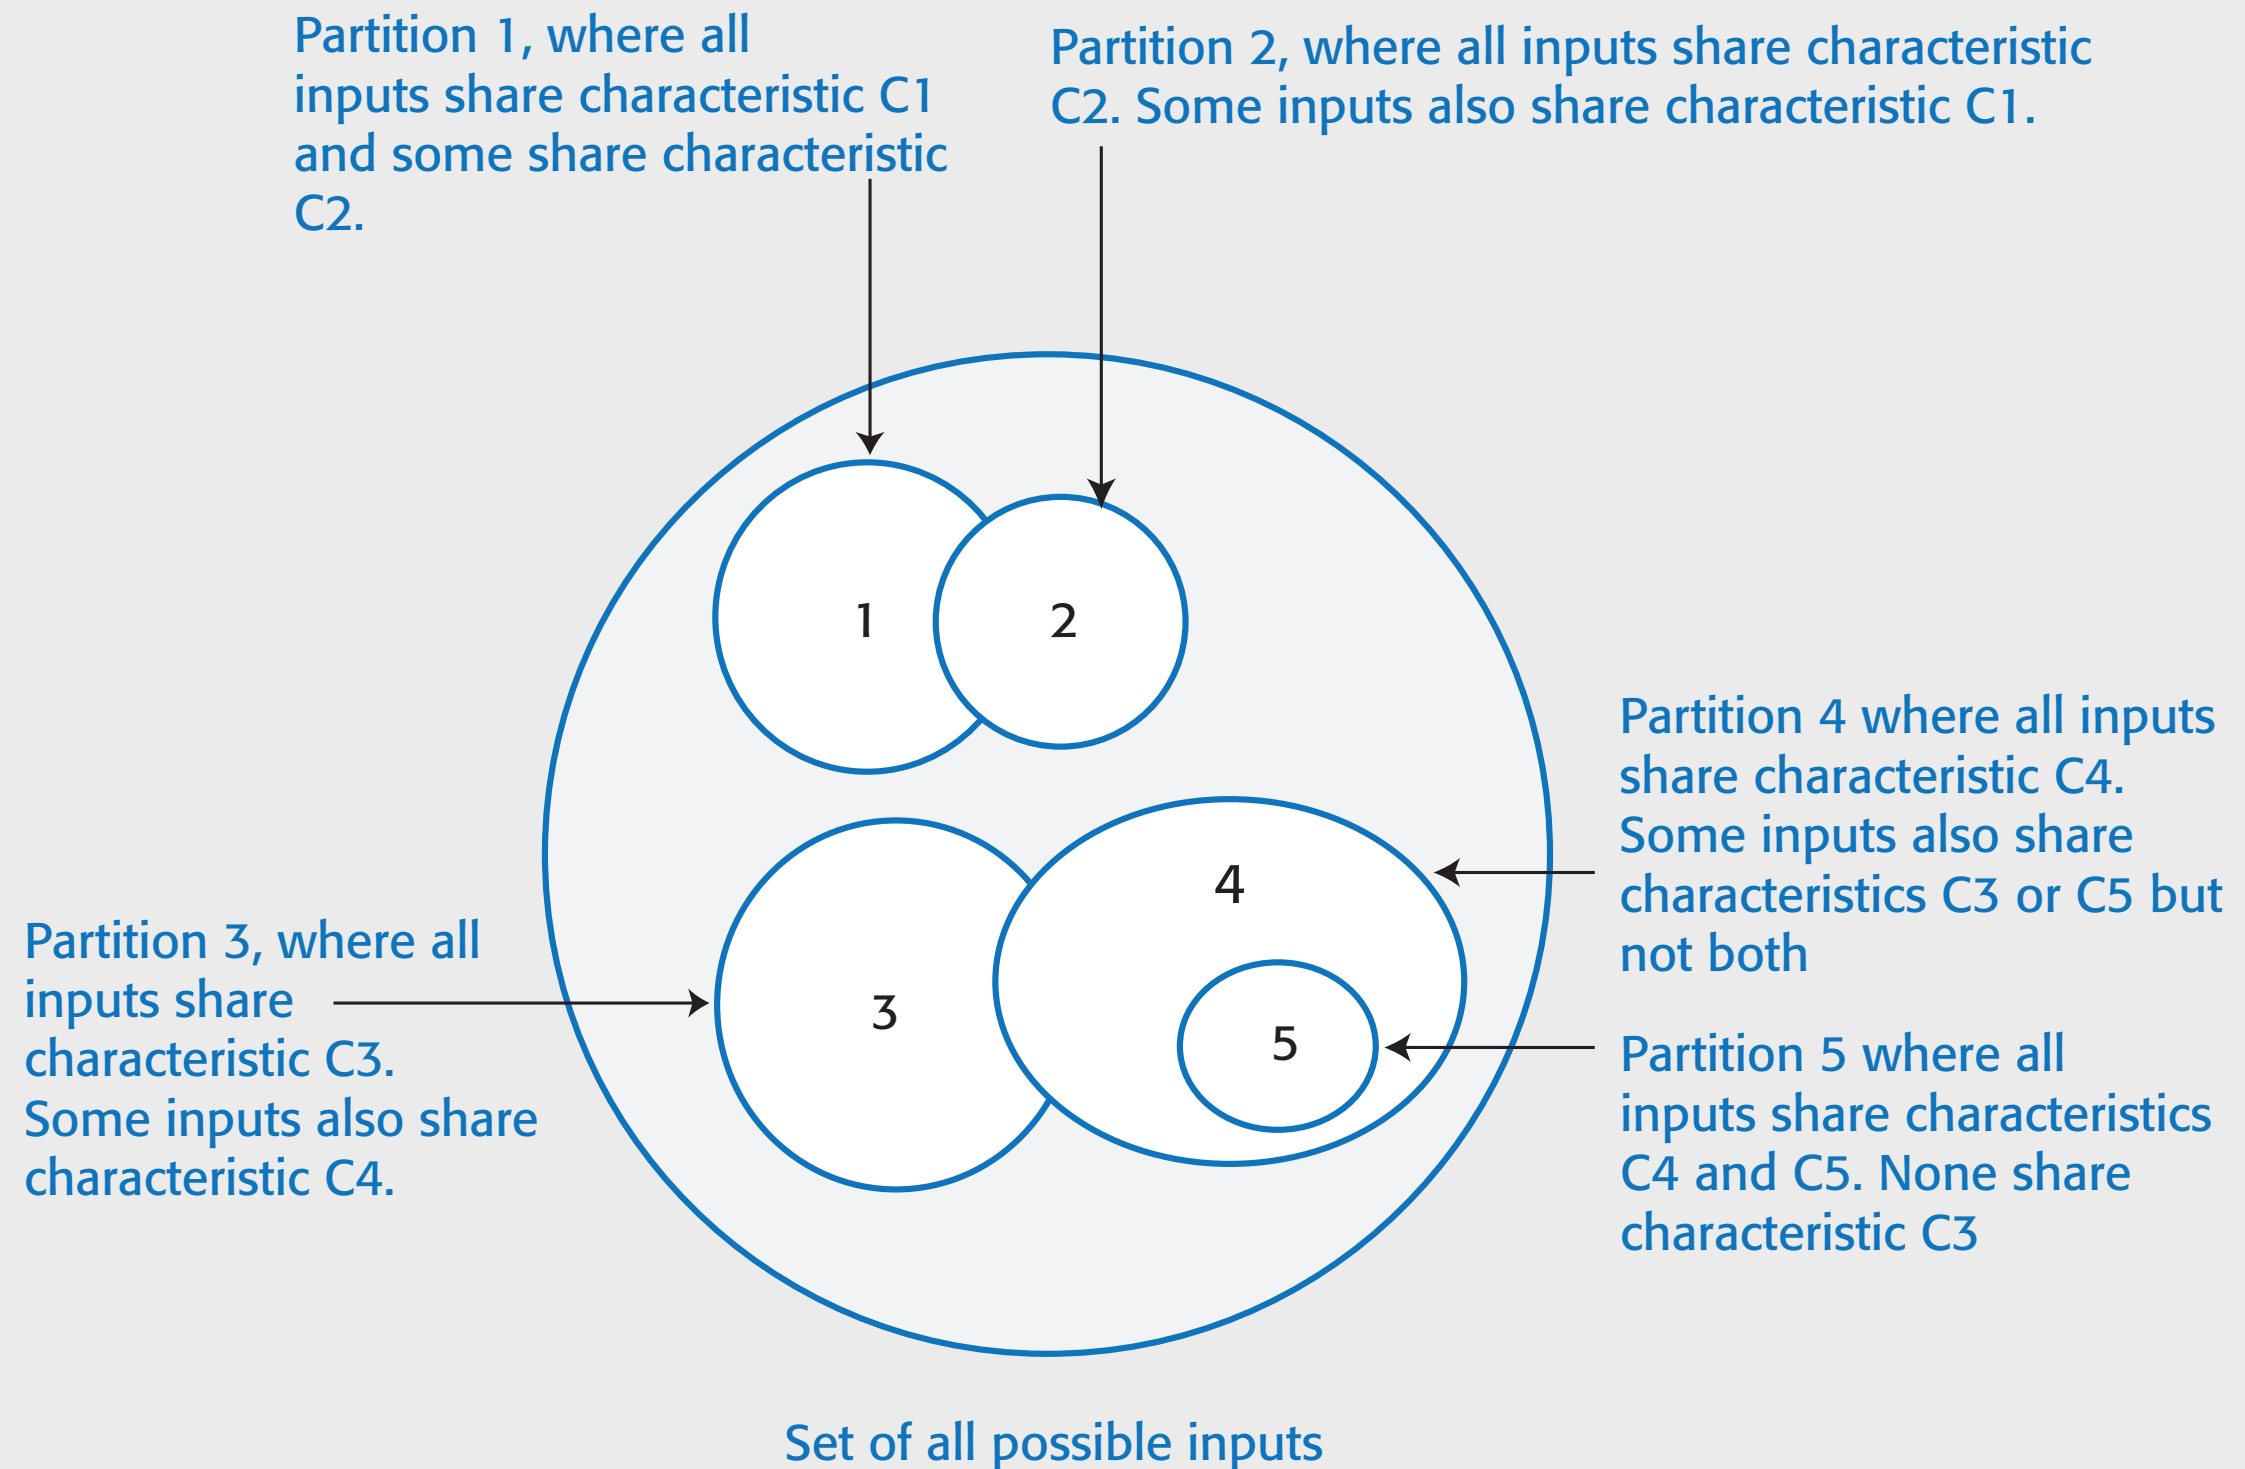 Partition 1, where all
inputs share characteristic C1
and some share characteristic
C2.
Partition 2, where all inputs share characteristic
C2. Some inputs also share characteristic C1.
1
2
3
4
5
Partition 3, where all
inputs share
characteristic C3.
Some inputs also share
characteristic C4.
Partition 4 where all inputs
share characteristic C4.
Some inputs also share
characteristics C3 or C5 but
not both
Partition 5 where all
inputs share characteristics
C4 and C5. None share
characteristic C3
Set of all possible inputs